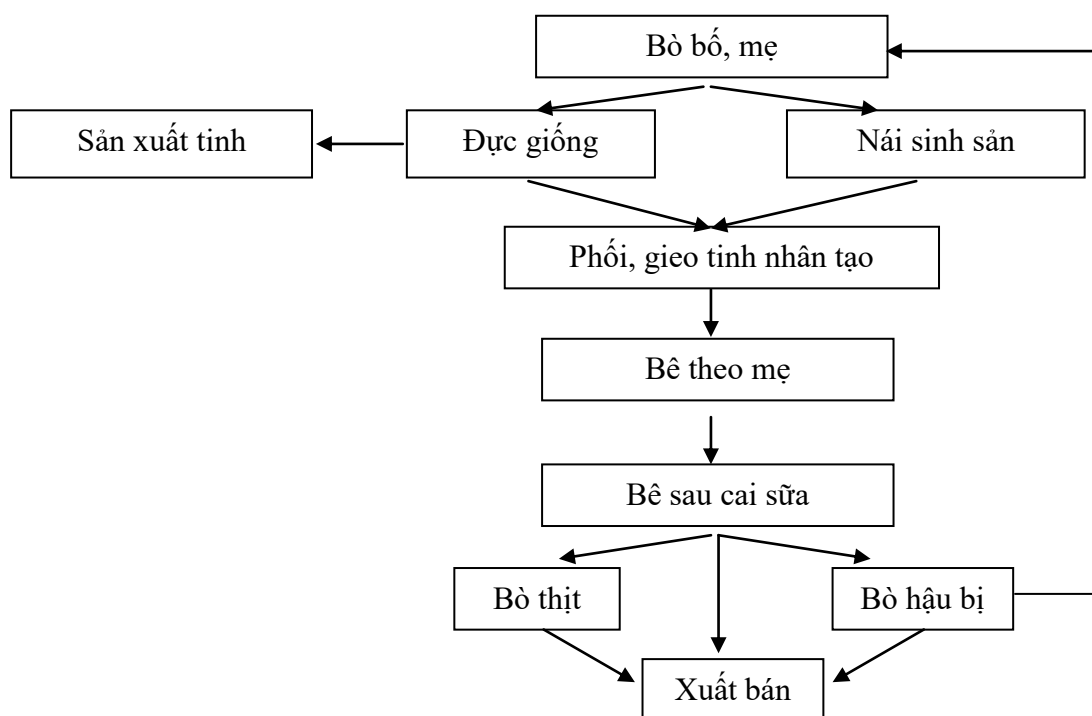 Bò bố, mẹ
Sản xuất tinh
Đực giống
Nái sinh sản
Phối, gieo tinh nhân tạo
Bê theo mẹ
Bê sau cai sữa
Bò thịt
Bò hậu bị
Xuất bán